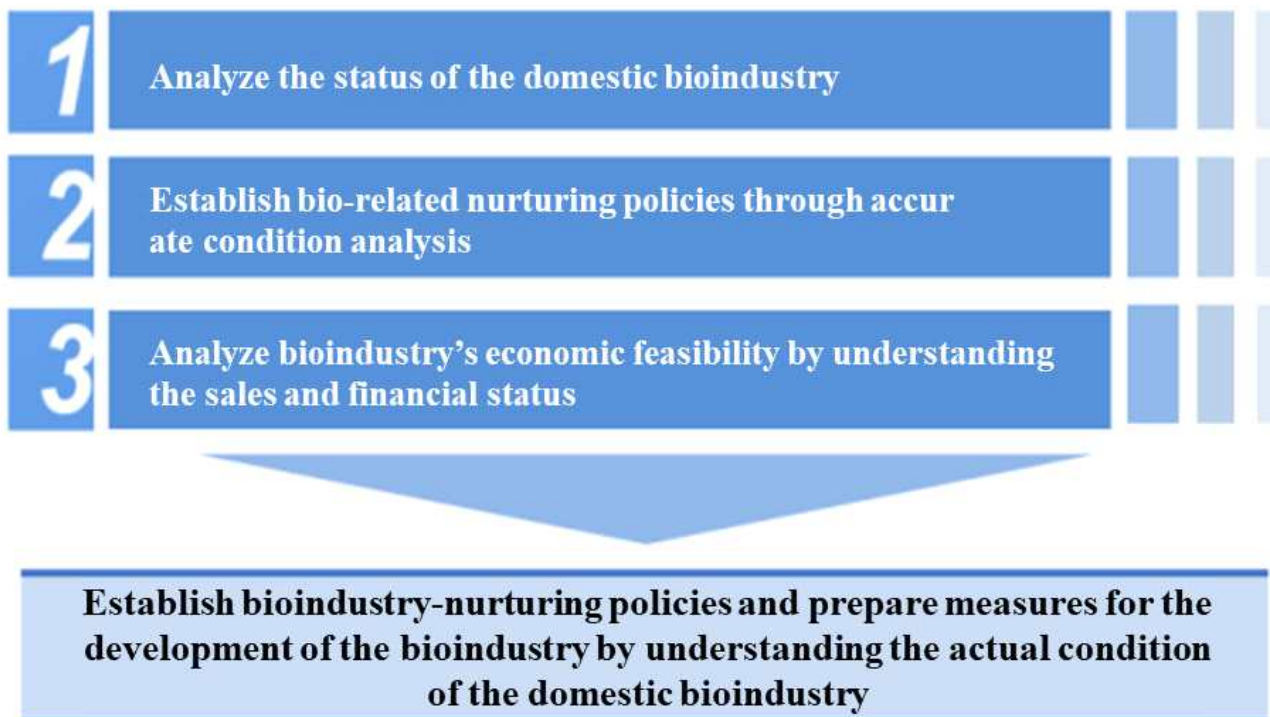 1
Analyze the status of the domestic bioindustry
2
Establish bio-related nurturing policies through accur
ate condition analysis
3
Analyze bioindustry’s economic feasibility by understanding
the sales and financial status
Establish bioindustry-nurturing policies and prepare measures for the
development of the bioindustry by understanding the actual condition
of the domestic bioindustry